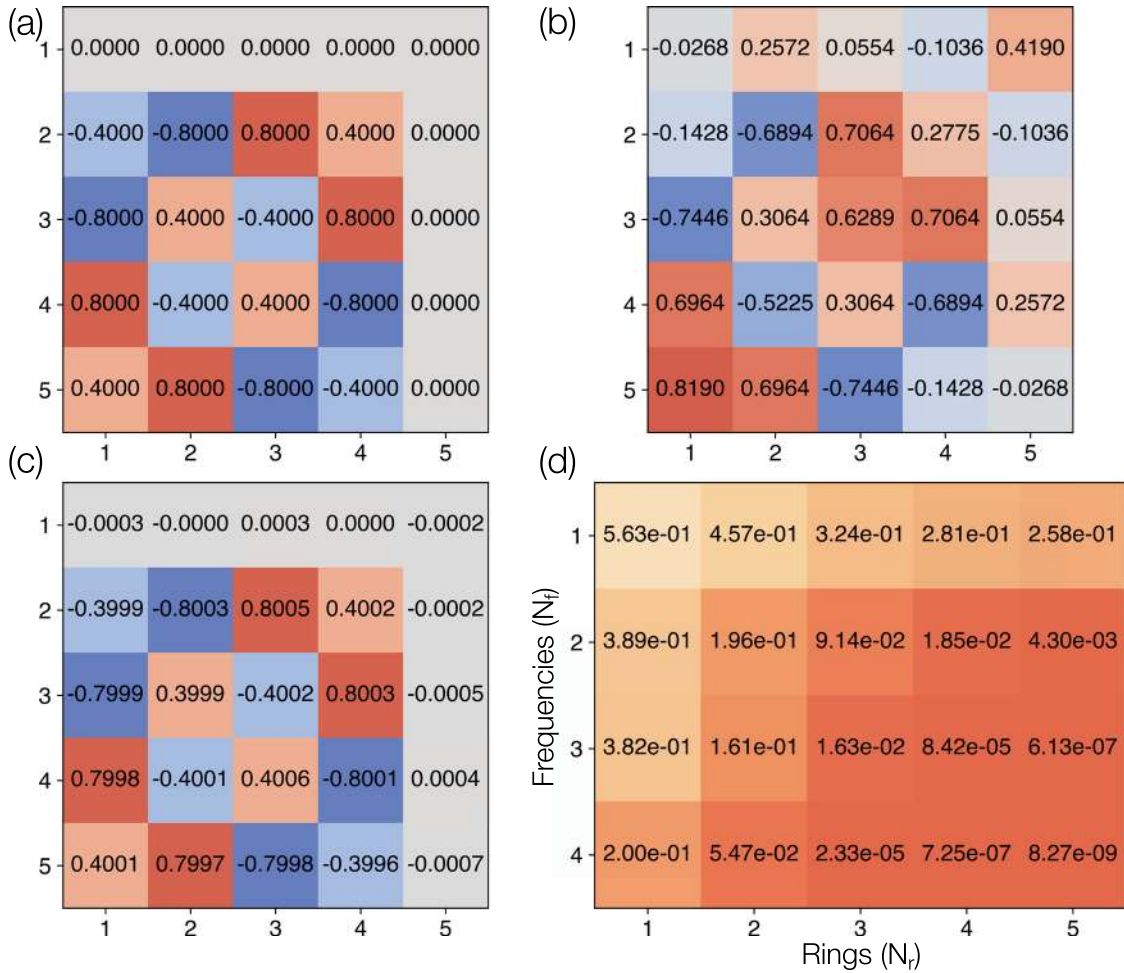 (a)
1 0.0000 0.0000 0.0000 0.0000 0.0000
2 -0.4000 -0.8000 0.8000 0.4000 0.0000
3 -0.8000 0.4000 -0.4000 0.8000 0.0000
4 0.8000 -0.4000 0.4000 -0.8000 0.0000
5 0.4000 0.8000 -0.8000 -0.4000 0.0000
1 2 3 4 5
(b)
1 -0.0268 0.2572 0.0554 -0.1036 0.4190
2 -0.1428 -0.6894 0.7064 0.2775 -0.1036
3 -0.7446 0.3064 0.6289 0.7064 0.0554
4 0.6964 -0.5225 0.3064 -0.6894 0.2572
5 0.8190 0.6964 -0.7446 -0.1428 -0.0268
1 2 3 4 5
(c)
1 -0.0003 -0.0000 0.0003 0.0000 -0.0002
2 -0.3999 -0.8003 0.8005 0.4002 -0.0002
3 -0.7999 0.3999 -0.4002 0.8003 -0.0005
4 0.7998 -0.4001 0.4006 -0.8001 0.0004
5 0.4001 0.7997 -0.7998 -0.3996 -0.0007
1 2 3 4 5
(d)
Frequencies (N_f)
1 5.63e-01 4.57e-01 3.24e-01 2.81e-01 2.58e-01
2 3.89e-01 1.96e-01 9.14e-02 1.85e-02 4.30e-03
3 3.82e-01 1.61e-01 1.63e-02 8.42e-05 6.13e-07
4 2.00e-01 5.47e-02 2.33e-05 7.25e-07 8.27e-09
1 2 3 4 5
Rings (N_r)